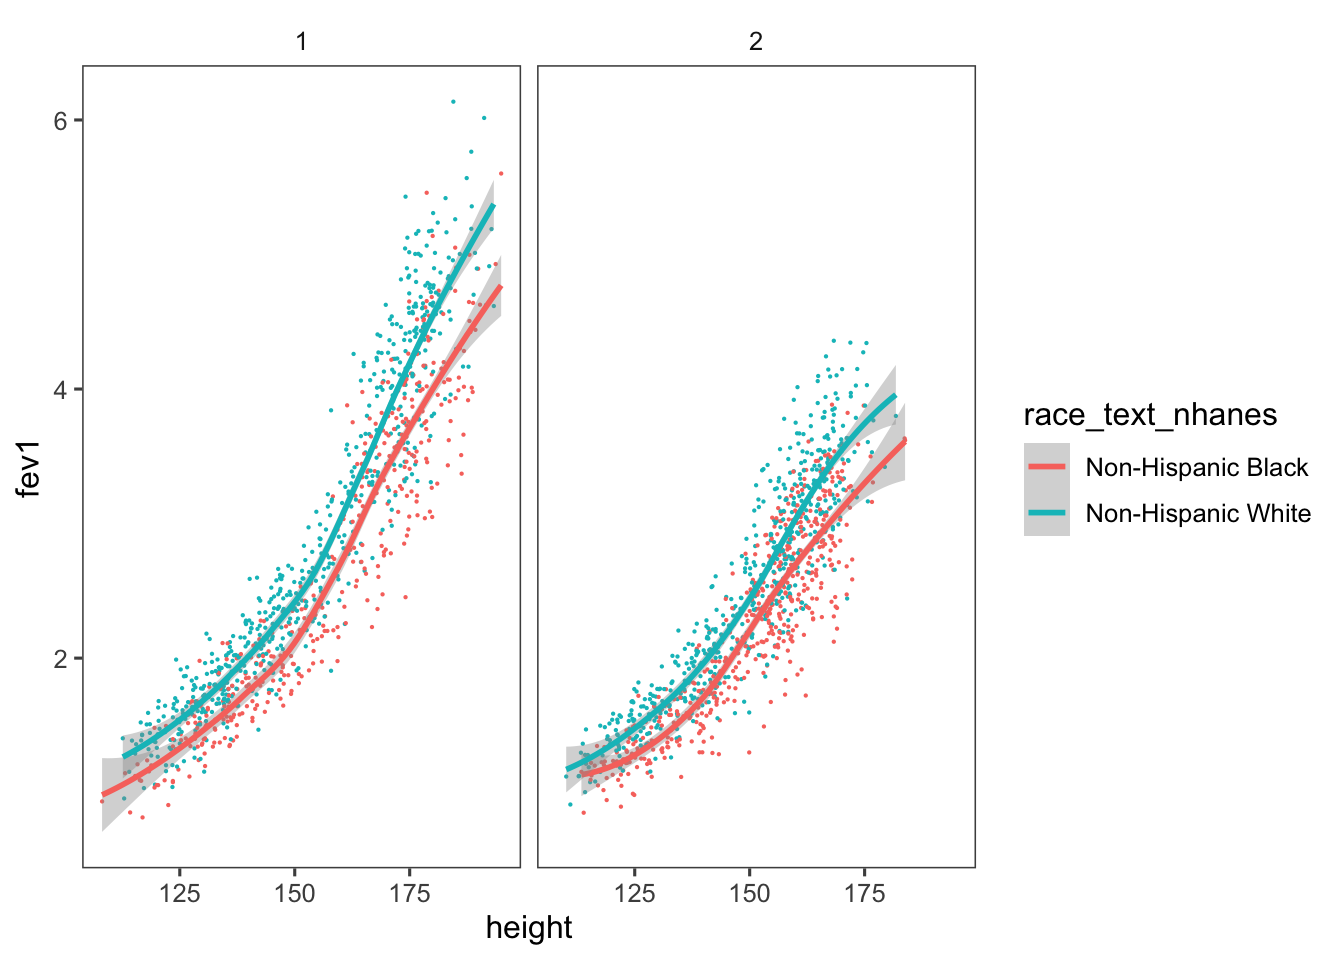 1 2
6
4
2
fev1
125 150 175 125 150 175
height
race_text_nhanes
Non-Hispanic Black
Non-Hispanic White